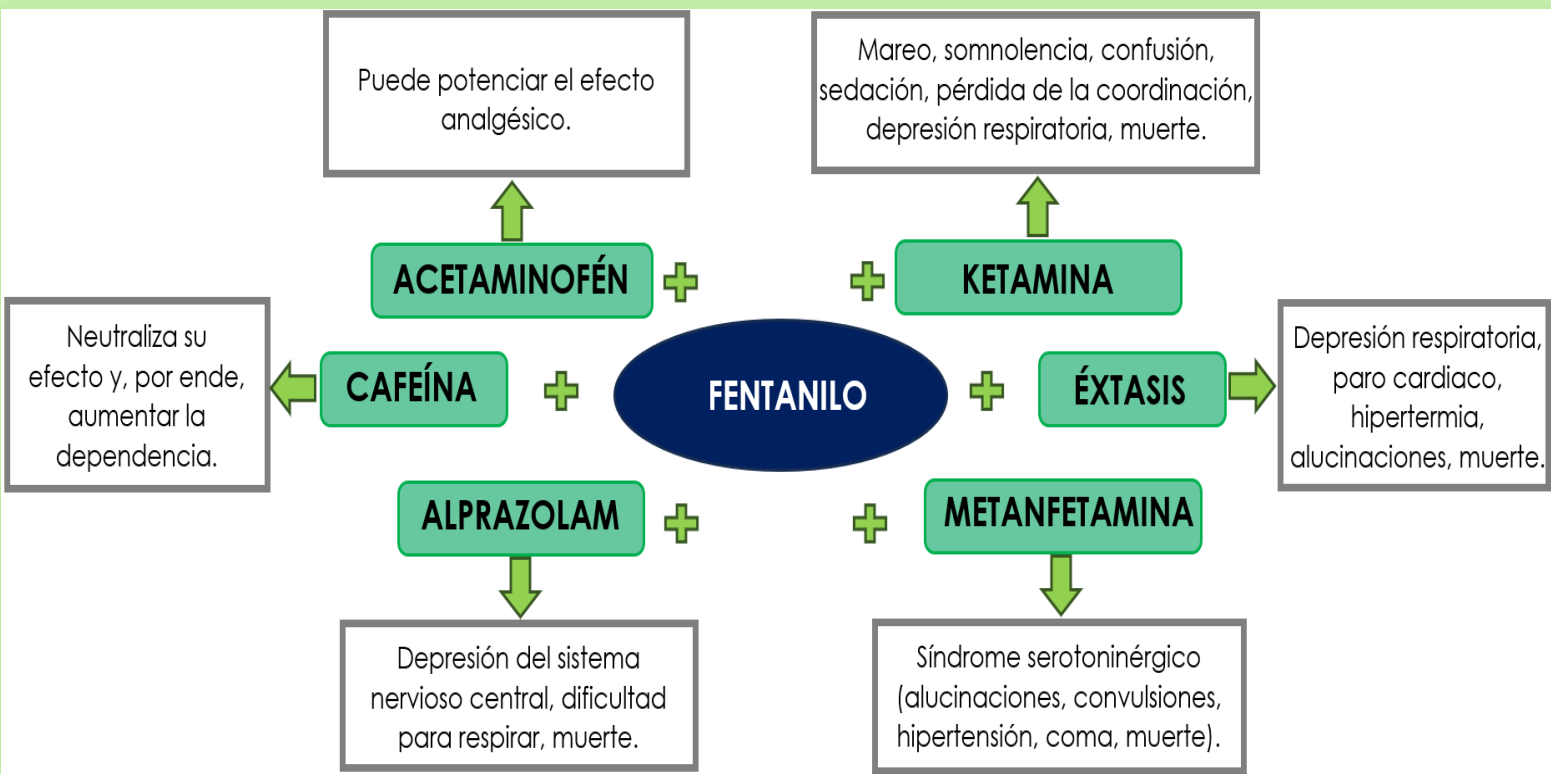 Puede potenciar el efecto
analgésico.
Mareo, somnolencia, confusión,
sedación, pérdida de la coordinación,
depresión respiratoria, muerte.
ACETAMINOFÉN
KETAMINA
Neutraliza su
efecto y, por ende,
aumentar la
dependencia.
CAFEÍNA
FENTANILO
ÉXTASIS
Depresión respiratoria,
paro cardiaco,
hipertermia,
alucinaciones, muerte.
ALPRAZOLAM
METANFETAMINA
Depresión del sistema
nervioso central, dificultad
para respirar, muerte.
Síndrome serotoninérgico
(alucinaciones, convulsiones,
hipertensión, coma, muerte).